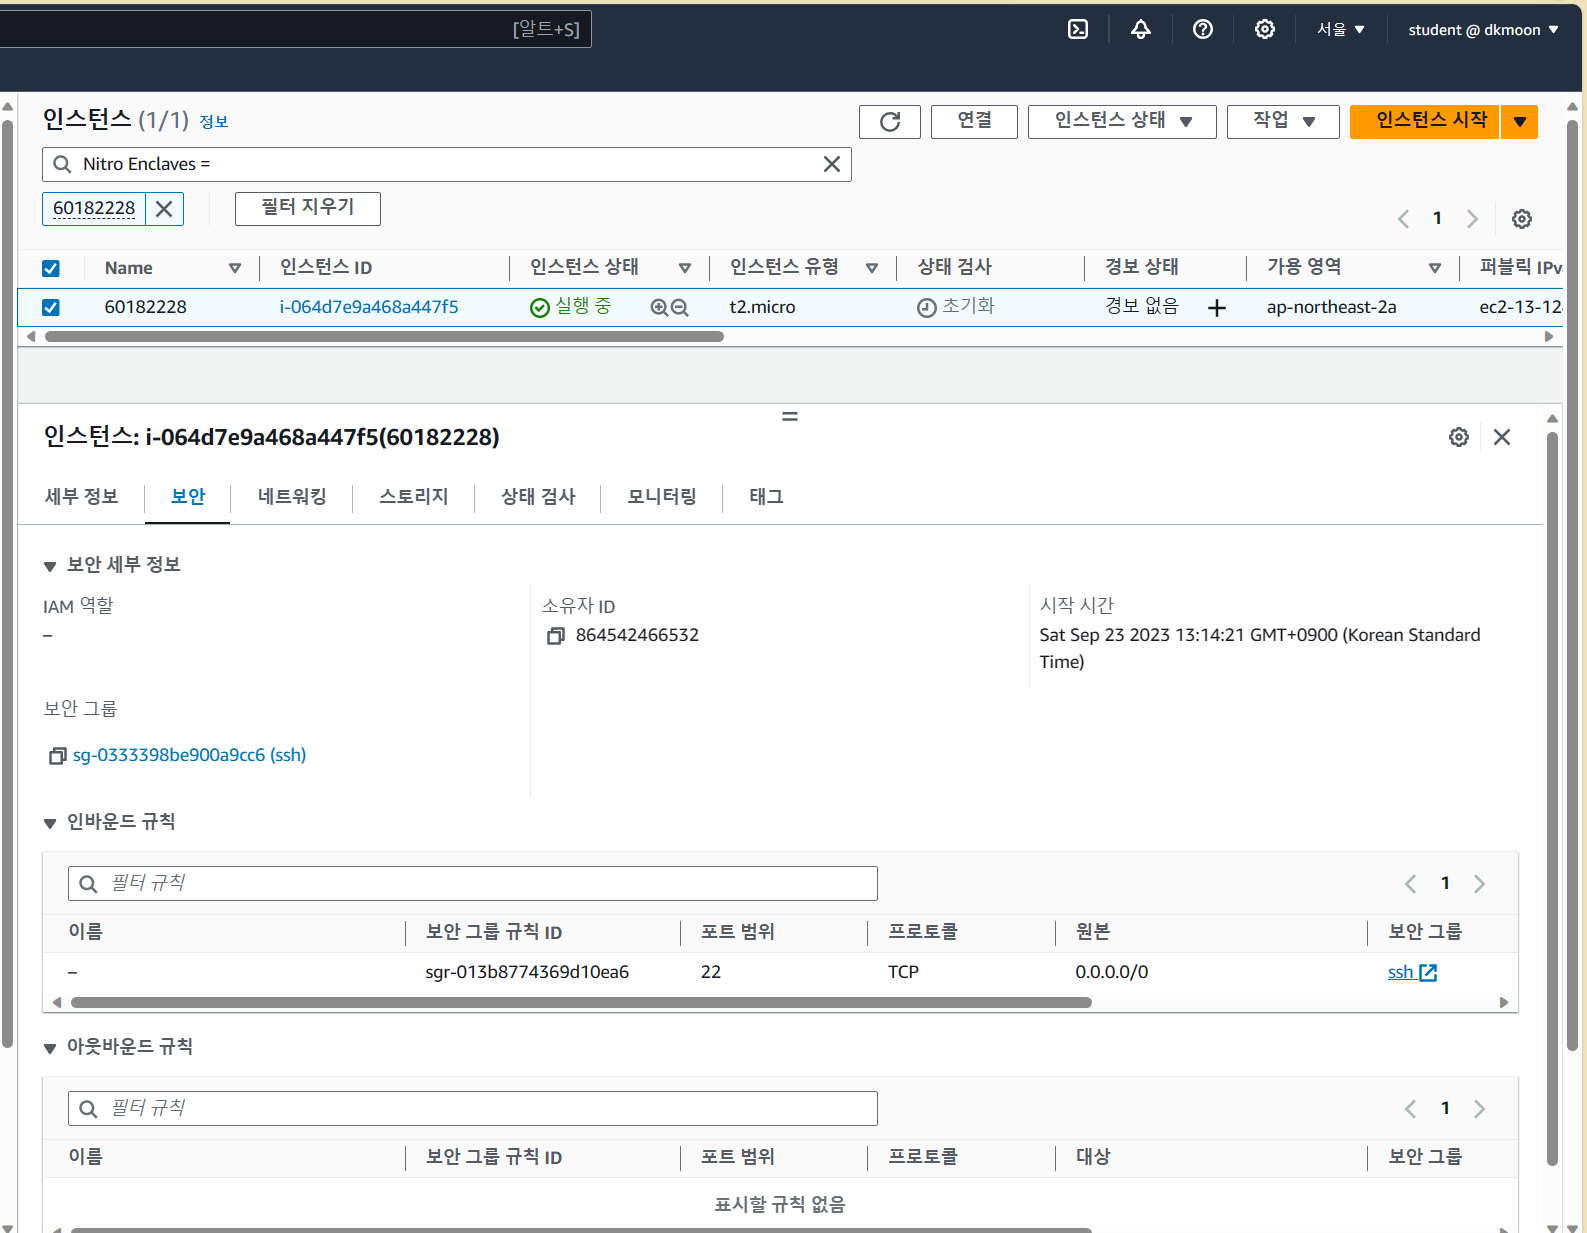 [알트+S]
서울
student @ dkmoon
인스턴스 (1/1) 정보
연결
인스턴스 상태
작업
인스턴스 시작
Nitro Enclaves =
60182228
필터 지우기
1
Name
인스턴스 ID
인스턴스 상태
인스턴스 유형
상태 검사
경보 상태
가용 영역
퍼블릭 IPv
60182228
i-064d7e9a468a447f5
실행 중
t2.micro
초기화
경보 없음
ap-northeast-2a
ec2-13-12
인스턴스: i-064d7e9a468a447f5(60182228)
세부 정보
보안
네트워킹
스토리지
상태 검사
모니터링
태그
보안 세부 정보
IAM 역할
–
소유자 ID
864542466532
시작 시간
Sat Sep 23 2023 13:14:21 GMT+0900 (Korean Standard
Time)
보안 그룹
sg-0333398be900a9cc6 (ssh)
인바운드 규칙
필터 규칙
1
이름
보안 그룹 규칙 ID
포트 범위
프로토콜
원본
보안 그룹
–
sgr-013b8774369d10ea6
22
TCP
0.0.0.0/0
ssh
아웃바운드 규칙
필터 규칙
1
이름
보안 그룹 규칙 ID
포트 범위
프로토콜
대상
보안 그룹
표시할 규칙 없음